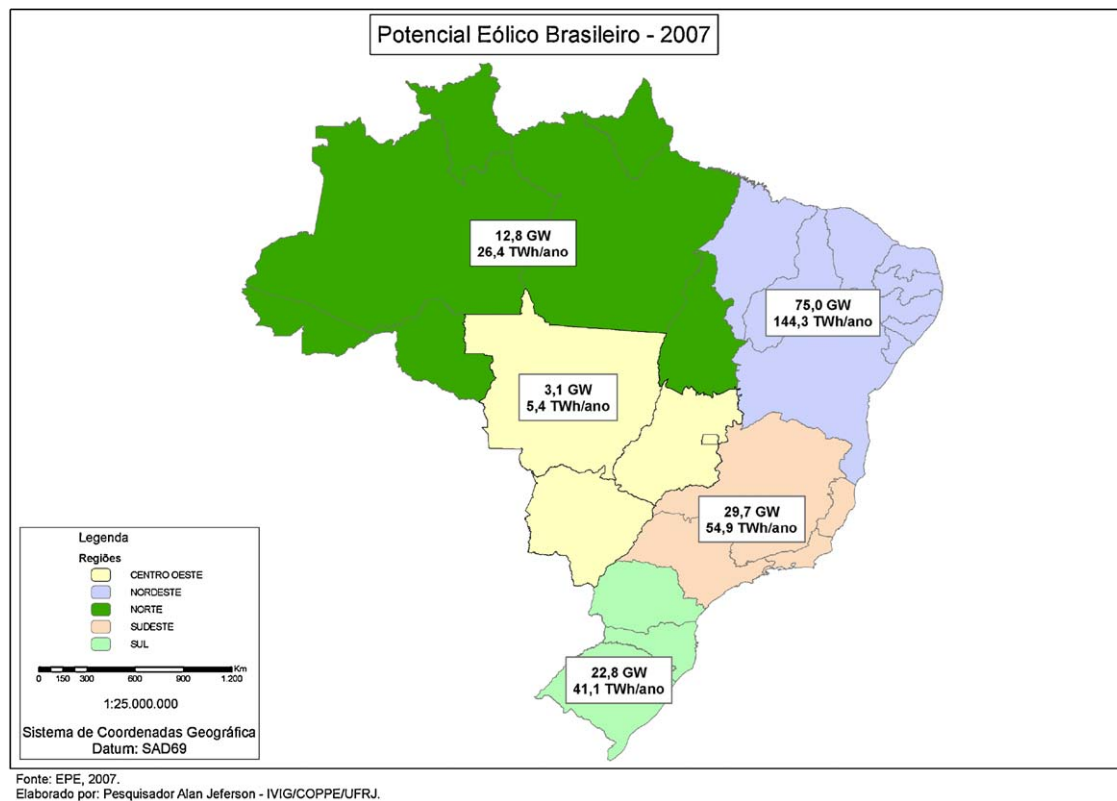 Potencial Eólico Brasileiro - 2007
12,8 GW
26,4 TWh/ano
75,0 GW
144,3 TWh/ano
3,1 GW
5,4 TWh/ano
29,7 GW
54,9 TWh/ano
22,8 GW
41,1 TWh/ano
Legenda
Regiões
CENTRO OESTE
NORDESTE
NORTE
SUDESTE
SUL
Km
0 150 300 600 900 1.200
1:25.000.000
Sistema de Coordenadas Geográfica
Datum: SAD69
Fonte: EPE, 2007.
Elaborado por: Pesquisador Alan Jeferson - IVIG/COPPE/UFRJ.